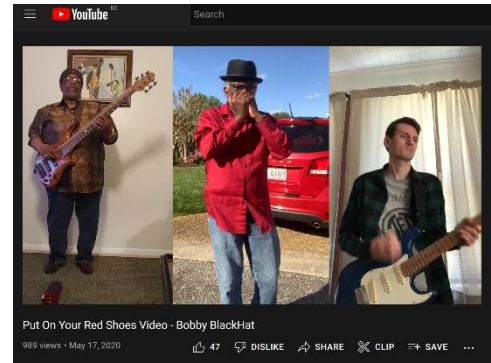 YouTube
Search
Put On Your Red Shoes Video - Bobby BlackHat
989 views • May 17, 2020 47 DISLIKE SHARE CLIP SAVE ...